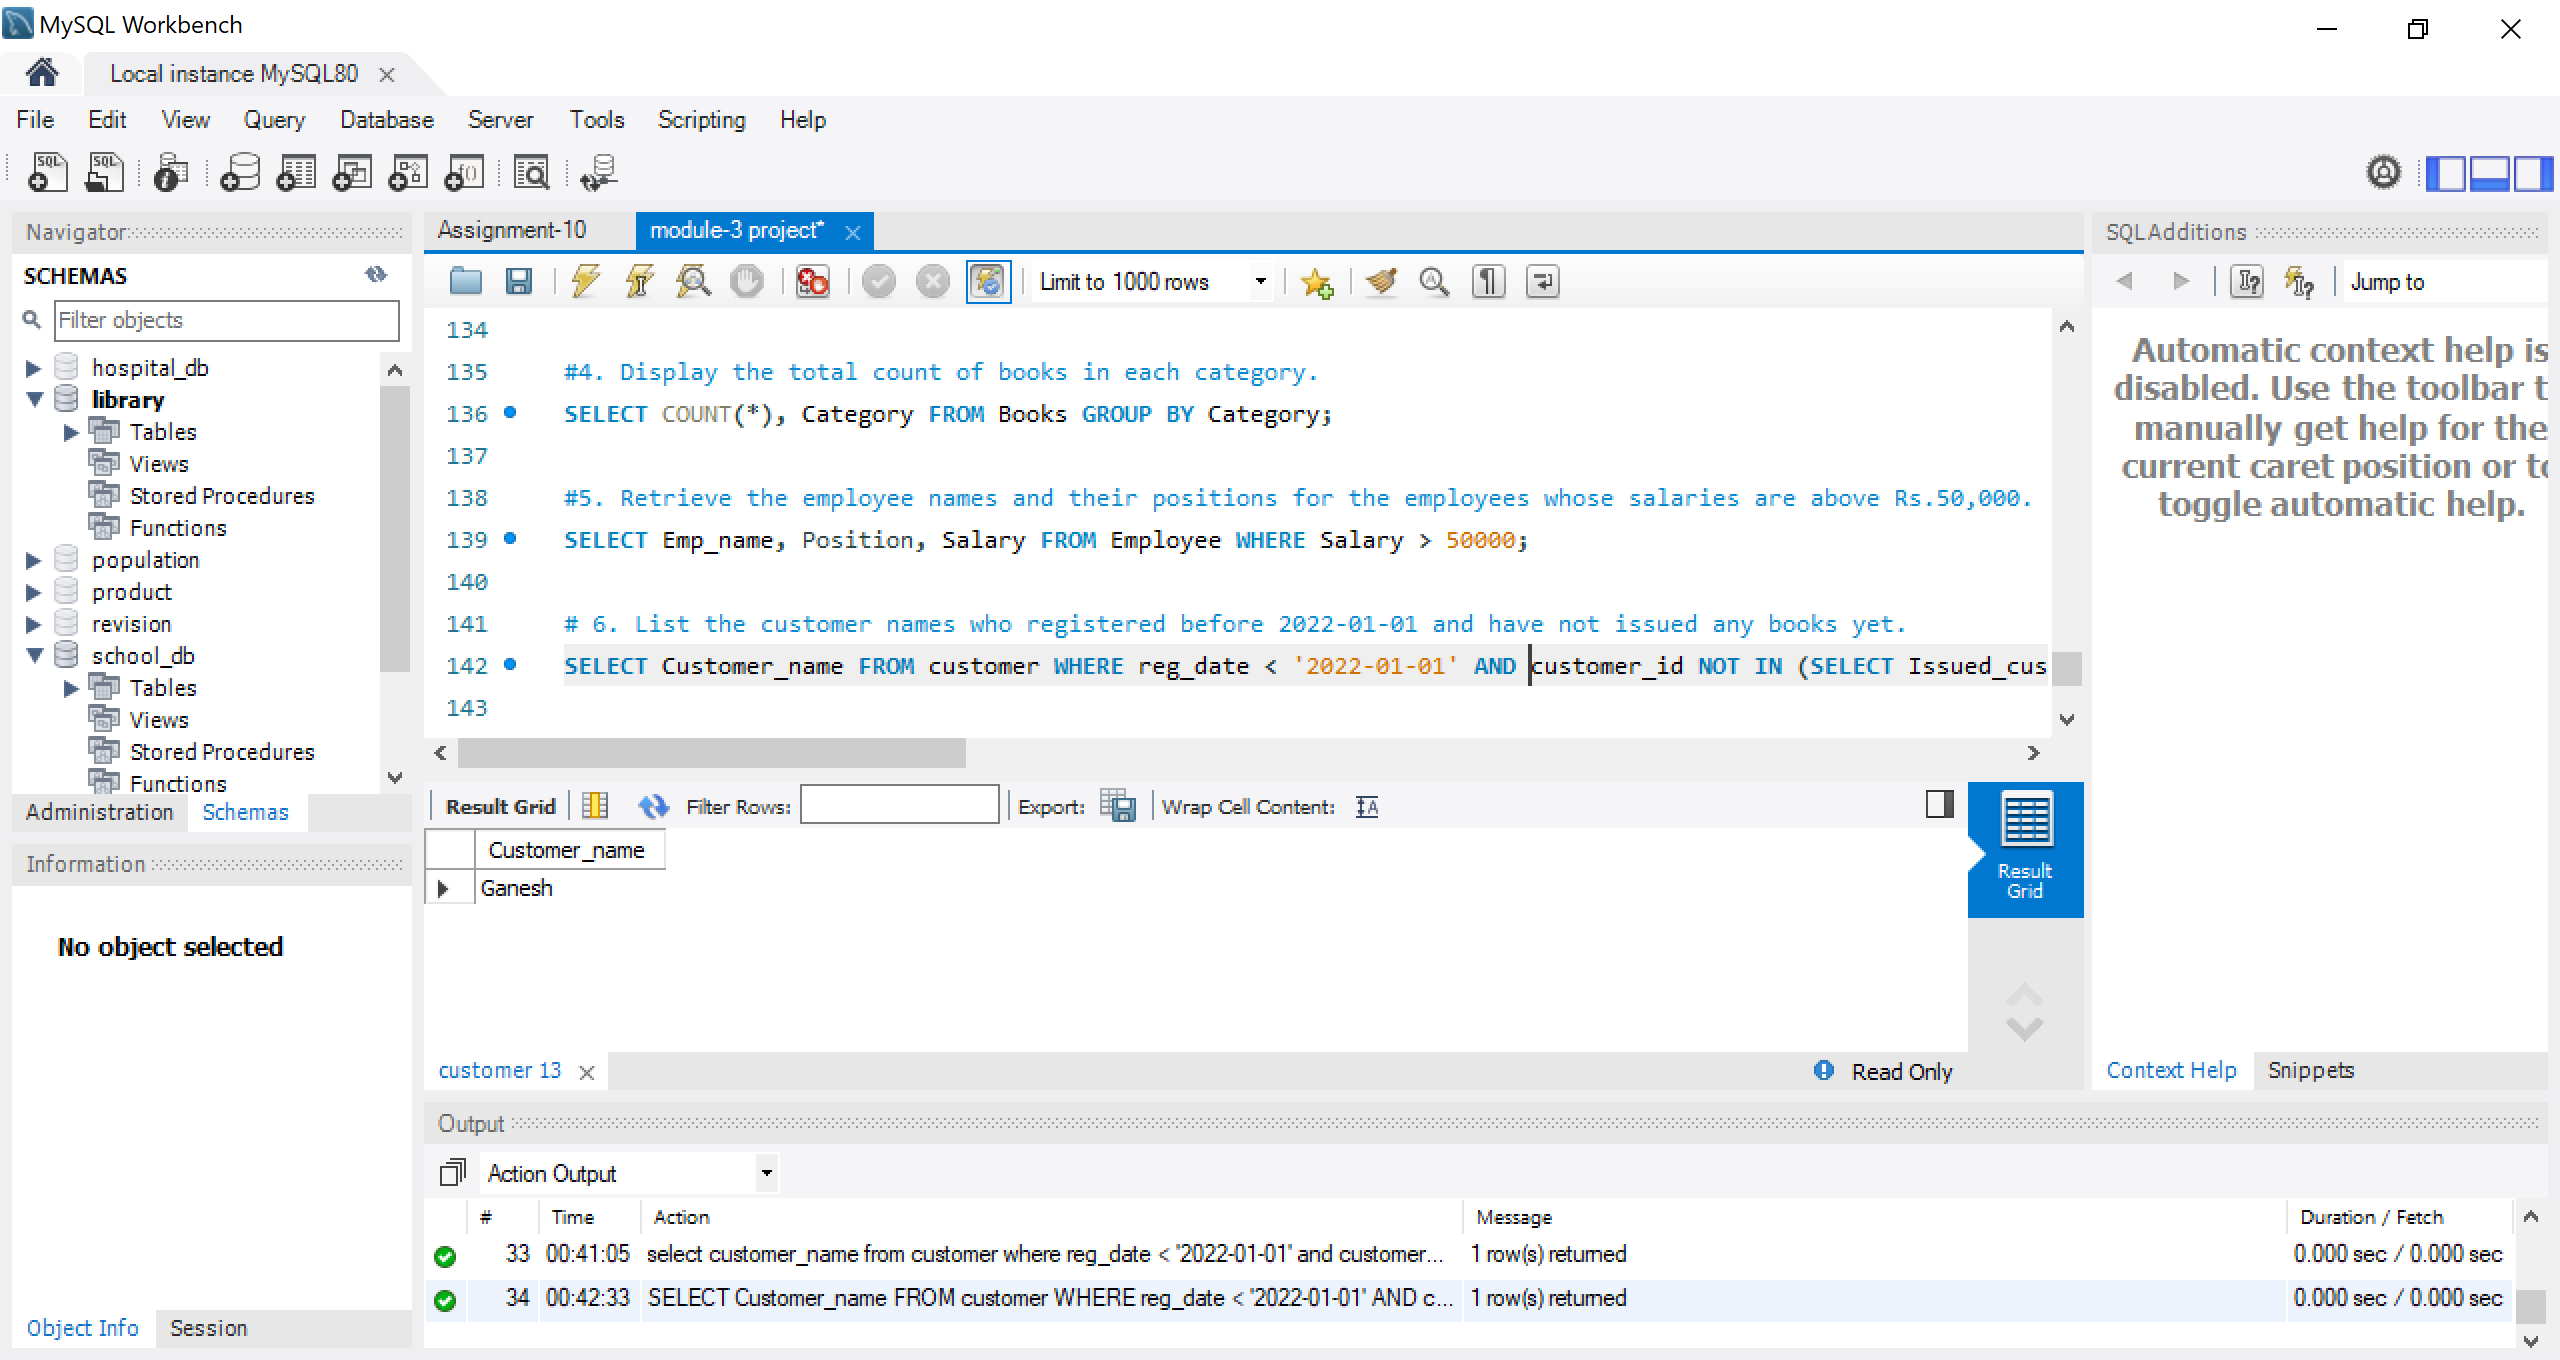 MySQL Workbench
Local instance MySQL80
File Edit View Query Database Server Tools Scripting Help
Navigator
SCHEMAS
Filter objects
hospital_db
library
Tables
Views
Stored Procedures
Functions
population
product
revision
school_db
Tables
Views
Stored Procedures
Functions
Administration Schemas
Information
No object selected
Object Info Session
Assignment-10 module-3 project*
Limit to 1000 rows
134
135 #4. Display the total count of books in each category.
136 SELECT COUNT(*), Category FROM Books GROUP BY Category;
137
138 #5. Retrieve the employee names and their positions for the employees whose salaries are above Rs.50,000.
139 SELECT Emp_name, Position, Salary FROM Employee WHERE Salary > 50000;
140
141 # 6. List the customer names who registered before 2022-01-01 and have not issued any books yet.
142 SELECT Customer_name FROM customer WHERE reg_date < '2022-01-01' AND customer_id NOT IN (SELECT Issued_cus
143
Result Grid Filter Rows: Export: Wrap Cell Content:
Customer_name
Ganesh
Result
Grid
customer 13 Read Only
SQLAdditions
Jump to
Automatic context help is
disabled. Use the toolbar t
manually get help for the
current caret position or to
toggle automatic help.
Context Help Snippets
Output
Action Output
# Time Action Message Duration / Fetch
33 00:41:05 select customer_name from customer where reg_date < '2022-01-01' and customer... 1 row(s) returned 0.000 sec / 0.000 sec
34 00:42:33 SELECT Customer_name FROM customer WHERE reg_date < '2022-01-01' AND c... 1 row(s) returned 0.000 sec / 0.000 sec